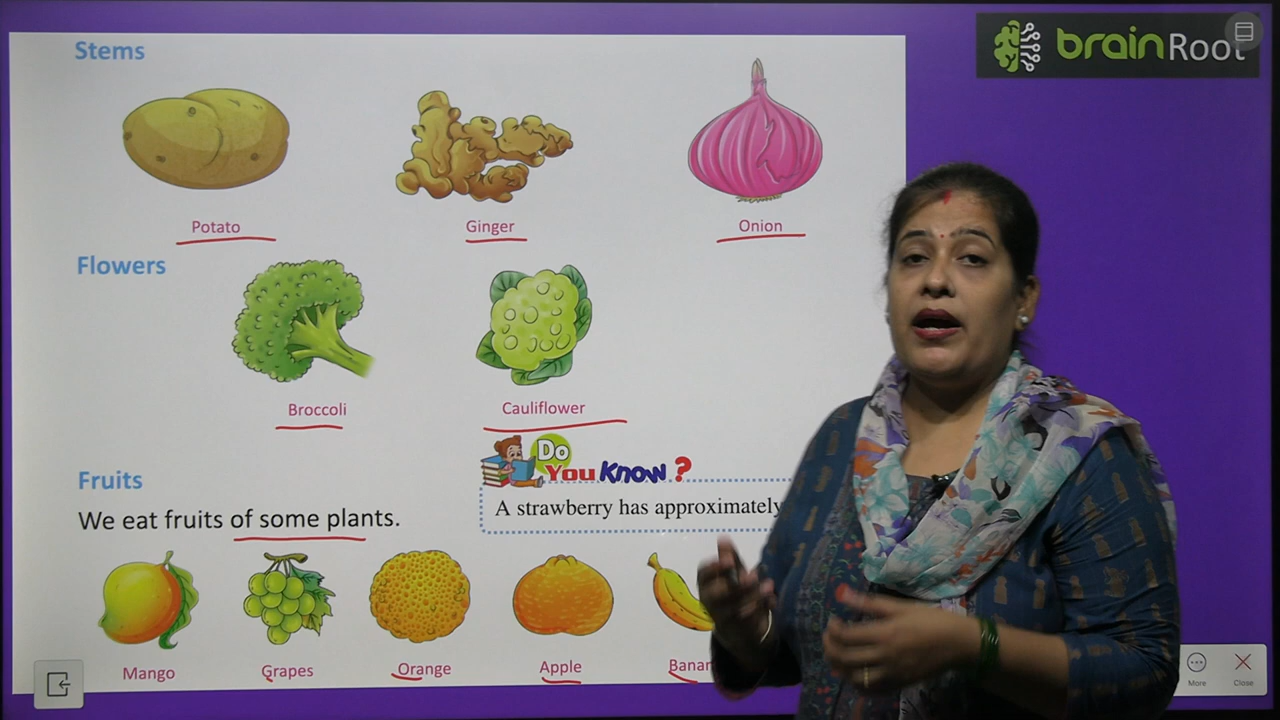 brainRoot
Stems
Potato Ginger Onion
Flowers
Broccoli Cauliflower
Do
You Know?
Fruits
A strawberry has approximately
We eat fruits of some plants.
Mango Grapes Orange Apple Banan
More Close